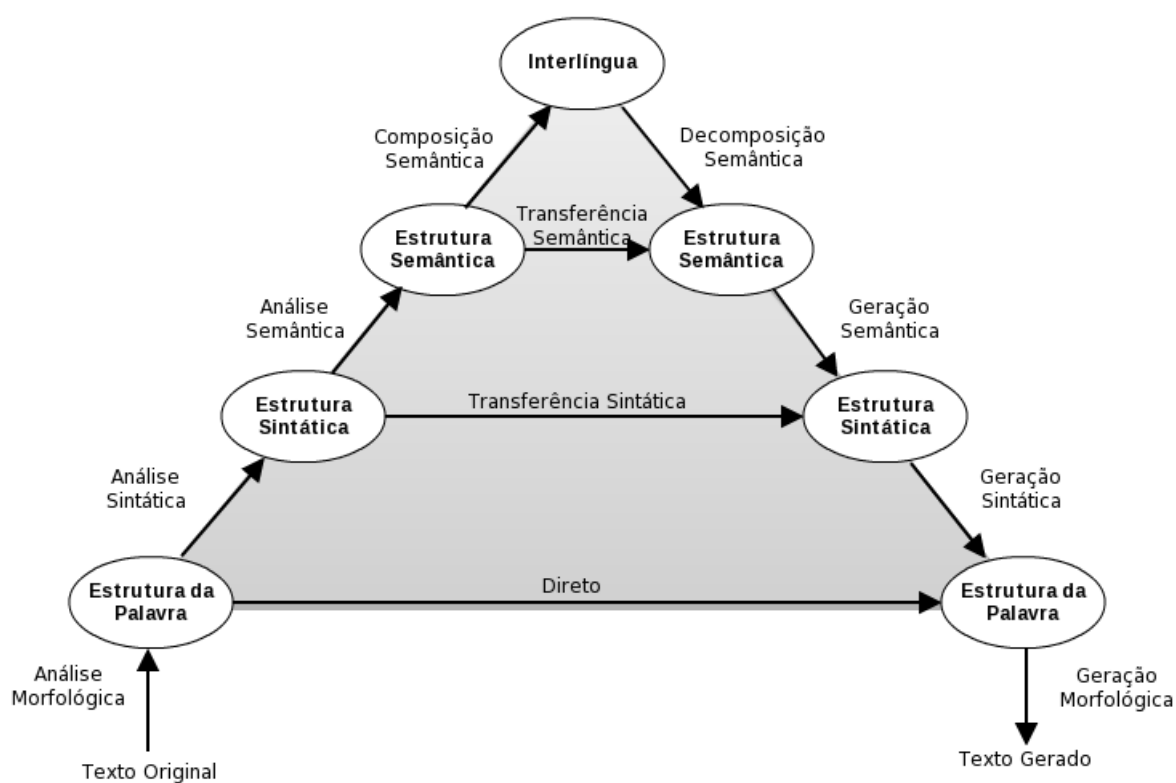 Interlíngua
Composição
Semântica
Decomposição
Semântica
Transferência
Semântica
Estrutura
Semântica
Estrutura
Semântica
Análise
Semântica
Geração
Semântica
Estrutura
Sintática
Transferência Sintática
Estrutura
Sintática
Análise
Sintática
Geração
Sintática
Estrutura da
Palavra
Direto
Estrutura da
Palavra
Análise
Morfológica
Geração
Morfológica
Texto Original
Texto Gerado